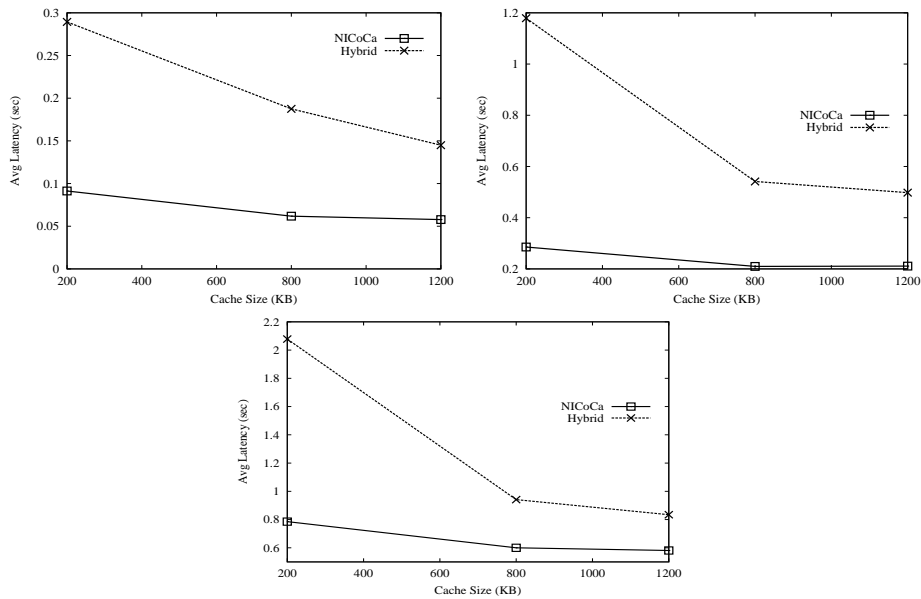 0.3
0.25
0.2
0.15
0.1
0.05
0
Avg Latency (sec)
NICoCa
Hybrid
200 400 600 800 1000 1200
Cache Size (KB)
1.2
1
0.8
0.6
0.4
0.2
Avg Latency (sec)
NICoCa
Hybrid
200 400 600 800 1000 1200
Cache Size (KB)
2.2
2
1.8
1.6
1.4
1.2
1
0.8
0.6
Avg Latency (sec)
NICoCa
Hybrid
200 400 600 800 1000 1200
Cache Size (KB)